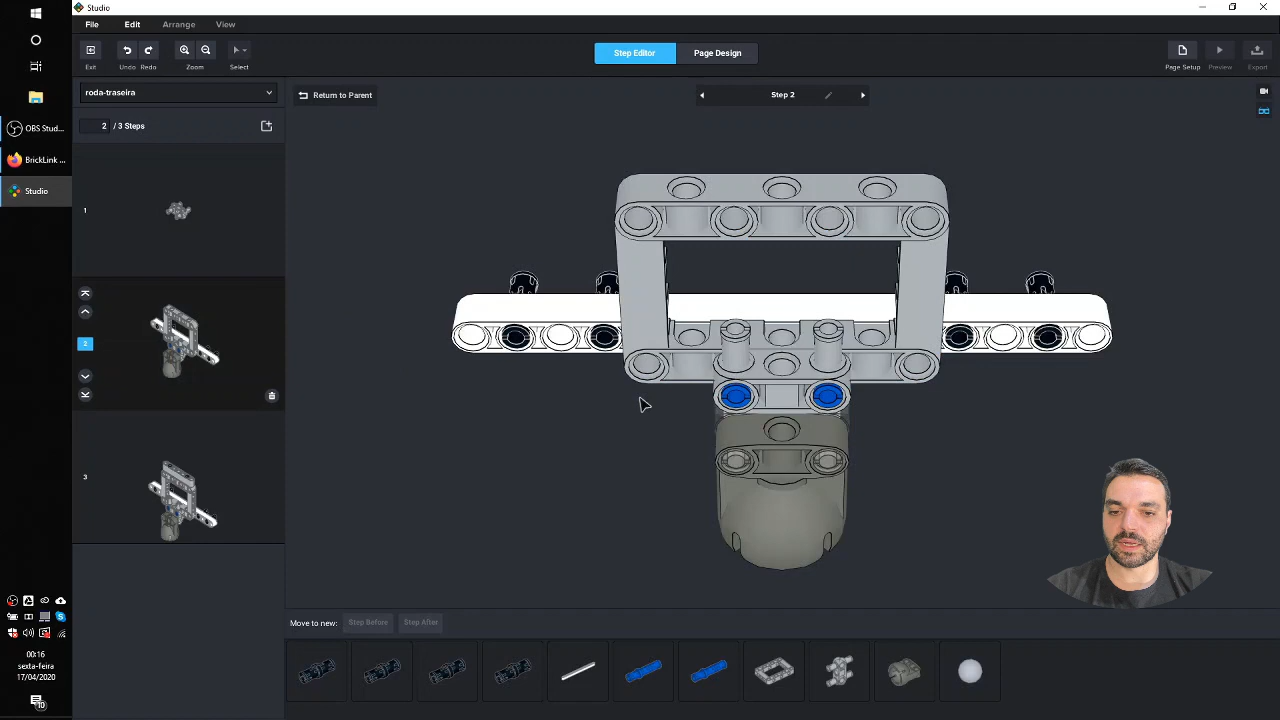 Studio
File Edit Arrange View
Exit Undo Redo Zoom Select
Step Editor Page Design
Page Setup Preview Export
roda-traseira
Return to Parent
Step 2
2 / 3 Steps
OBS Stud...
BrickLink ...
Studio
1
2
3
Move to new: Step Before Step After
00:16
sexta-feira
17/04/2020
10